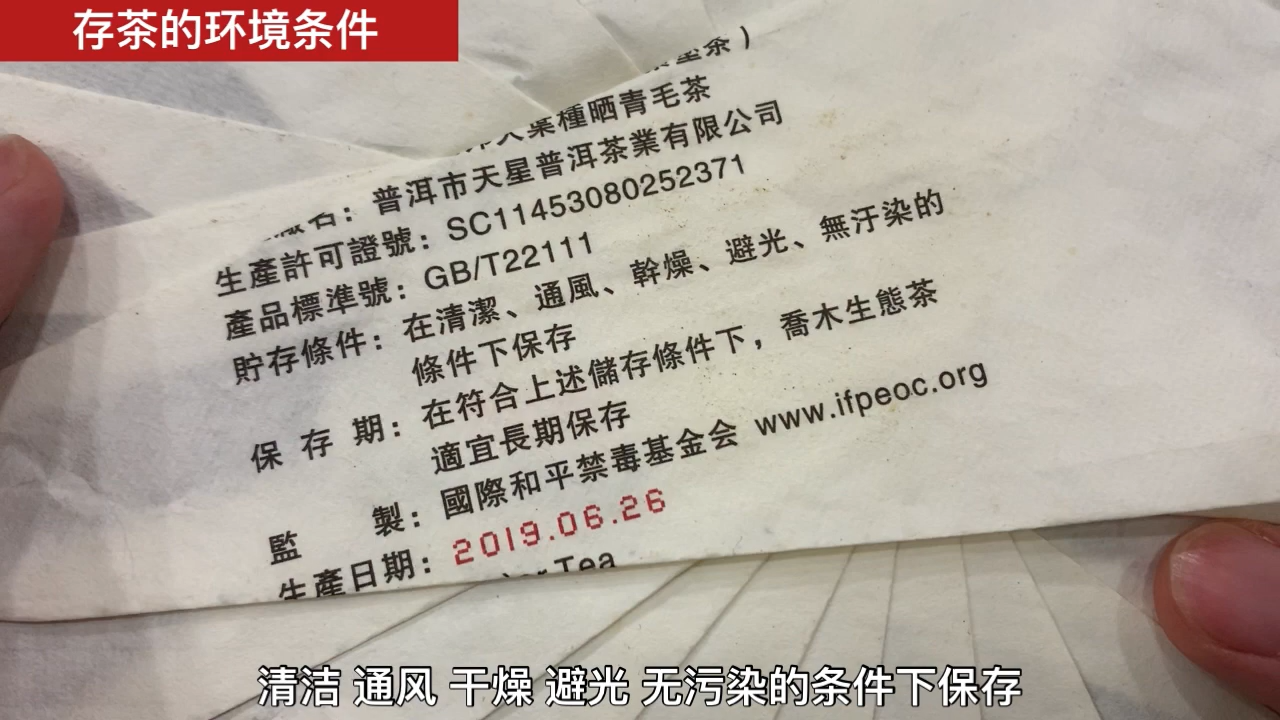 存茶的环境条件
茶）
葉種晒青毛茶
廠名：普洱市天星普洱茶業有限公司
生產許可證號：SC11453080252371
產品標準號：GB/T22111
貯存條件：在清潔、通風、幹燥、避光、無汙染的
條件下保存
保存期：在符合上述儲存條件下，喬木生態茶
適宜長期保存
監製：國際和平禁毒基金会 www.ifpeoc.org
生產日期：2019.06.26
Tea
清洁 通风 干燥 避光 无污染的条件下保存